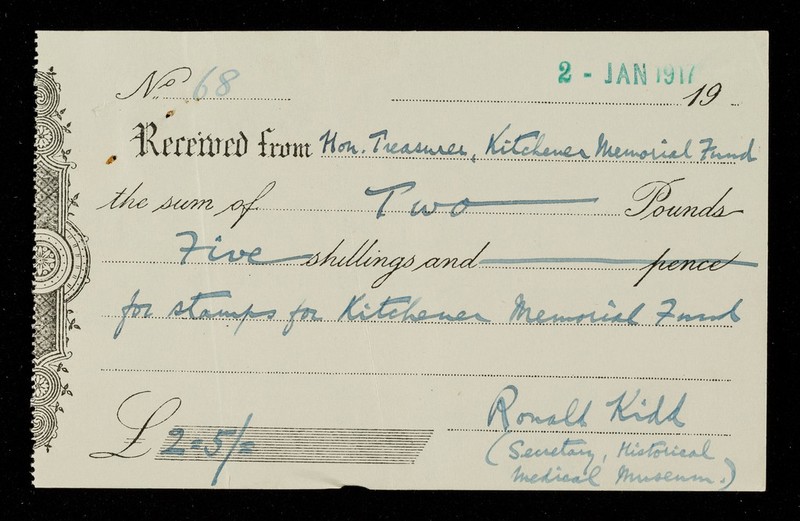 No 68
2 - JAN 1917
19
Received from Hon. Treasurer, Kitchener Memorial Fund
the sum of Two Pounds
Five shillings and pence
for stamps for Kitchener Memorial Fund
£2=5/=
Ronald Kidd
(Secretary, Historical
Medical Museum.)